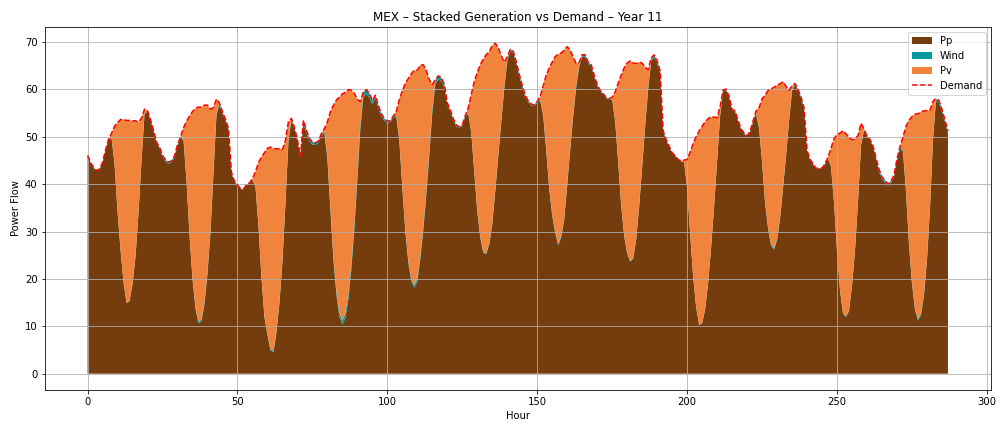 MEX – Stacked Generation vs Demand – Year 11
Pp
Wind
Pv
Demand
Power Flow
70
60
50
40
30
20
10
0
0 50 100 150 200 250 300
Hour